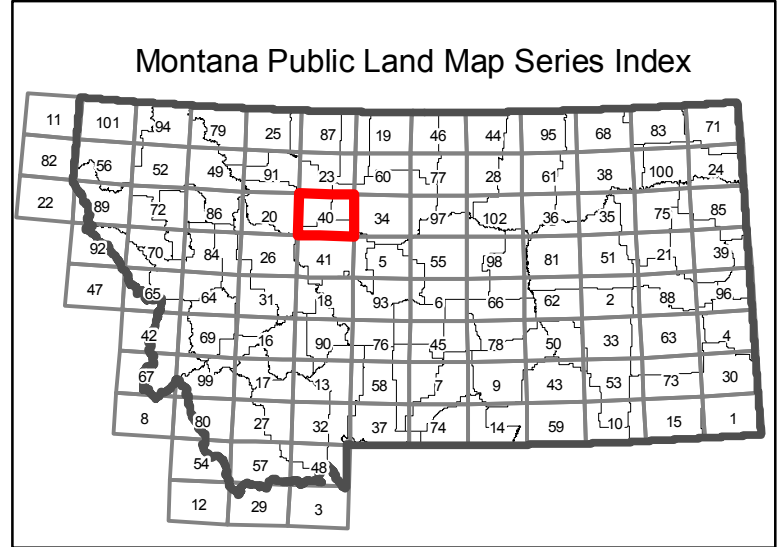 Montana Public Land Map Series Index
11 101 94 79 25 87 19 46 44 95 68 83 71
82 56 52 49 91 23 60 77 28 61 38 100 24
22 89 72 86 20 40 34 97 102 36 35 75 85
92 70 84 26 41 5 55 98 81 51 21 39
47 65 64 31 18 93 6 66 62 2 88 96
42 69 16 90 76 45 78 50 33 63 4
67 99 17 13 58 7 9 43 53 73 30
8 80 27 32 37 74 14 59 10 15 1
54 57 48
12 29 3